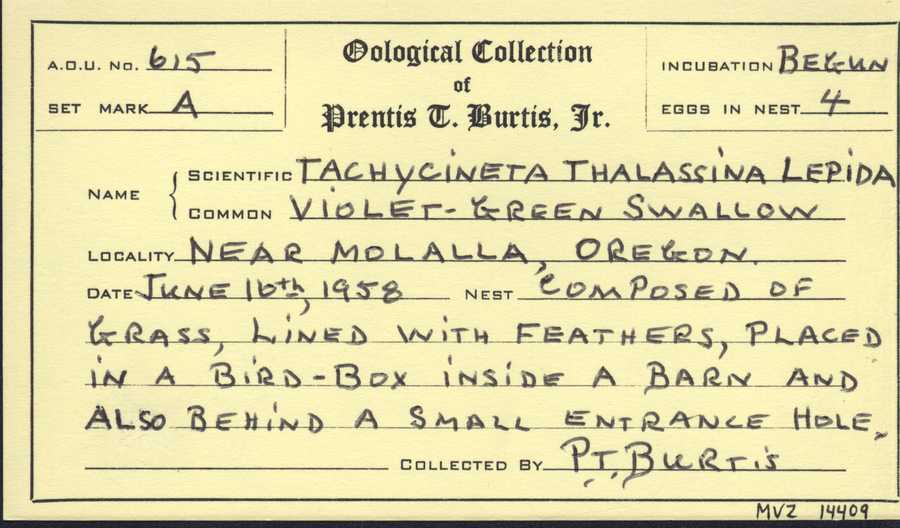 A.O.U. No. 615
SET MARK A
Oological Collection
of
Prentis T. Burtis, Jr.
INCUBATION BEGUN
EGGS IN NEST 4
NAME { SCIENTIFIC TACHYCINETA THALASSINA LEPIDA
COMMON VIOLET-GREEN SWALLOW
LOCALITY NEAR MOLALLA, OREGON.
DATE JUNE 16th, 1958 NEST COMPOSED OF
GRASS, LINED WITH FEATHERS, PLACED
IN A BIRD-BOX INSIDE A BARN AND
ALSO BEHIND A SMALL ENTRANCE HOLE.
COLLECTED BY P.T. BURTIS
MVZ 14409